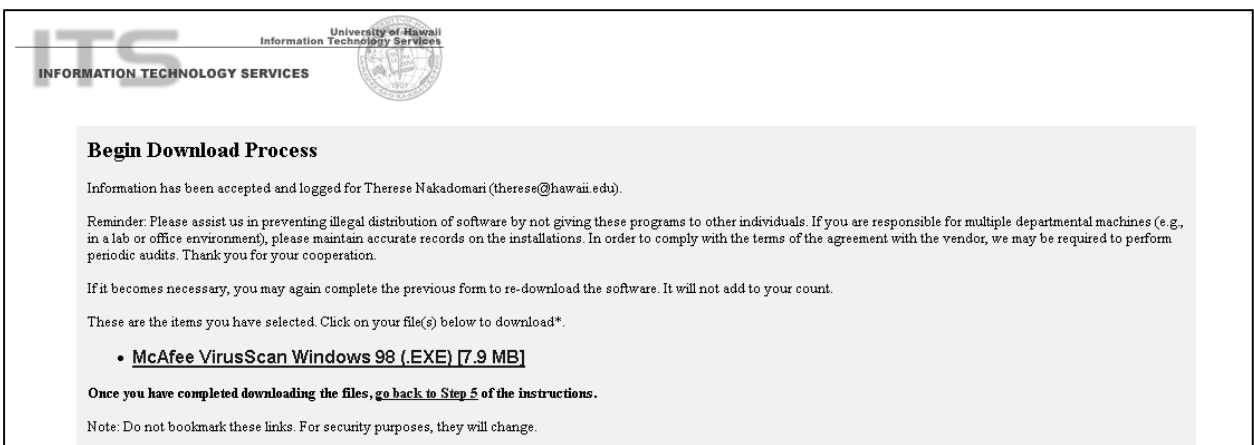 ITS
University of Hawaii
Information Technology Services
INFORMATION TECHNOLOGY SERVICES
Begin Download Process
Information has been accepted and logged for Therese Nakadomari (therese@hawaii.edu).
Reminder: Please assist us in preventing illegal distribution of software by not giving these programs to other individuals. If you are responsible for multiple departmental machines (e.g.,
in a lab or office environment), please maintain accurate records on the installations. In order to comply with the terms of the agreement with the vendor, we may be required to perform
periodic audits. Thank you for your cooperation.
If it becomes necessary, you may again complete the previous form to re-download the software. It will not add to your count.
These are the items you have selected. Click on your file(s) below to download*.
• McAfee VirusScan Windows 98 (.EXE) [7.9 MB]
Once you have completed downloading the files, go back to Step 5 of the instructions.
Note: Do not bookmark these links. For security purposes, they will change.